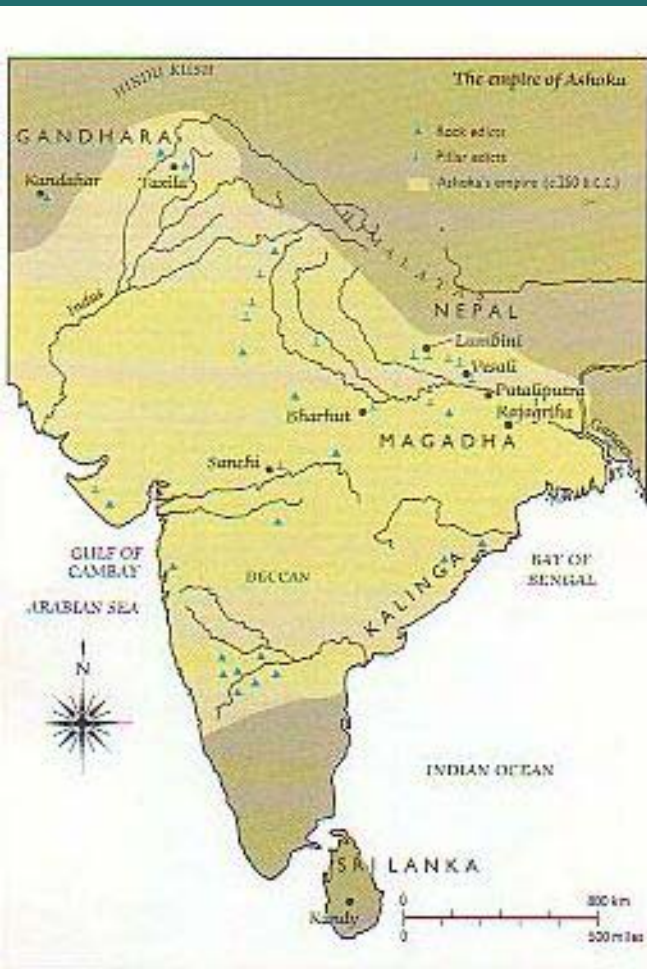 HINDU KUSH
The empire of Ashoka
GANDHARA
Rock edicts
Pillar edicts
Ashoka's empire (c.250 b.c.e.)
Kandahar
Taxila
HIMALAYAS
Indus
NEPAL
Lumbini
Vesali
Pataliputra
Bharhut
Rajagriha
Ganges
MAGADHA
Sanchi
GULF OF
CAMBAY
DECCAN
BAY OF
BENGAL
KALINGA
ARABIAN SEA
N
INDIAN OCEAN
SRI LANKA
Kandy
0
800 km
0
500 miles